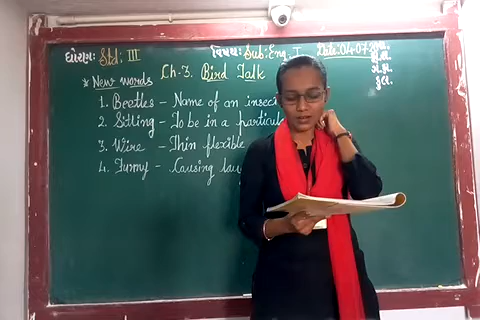 ધોરણ: Std: III વિષય: Sub: Eng. I Date: 04-07-
Ch-3. Bird Talk
* New words
1. Beetles - Name of an insect
2. Sitting - To be in a particul
3. Wire - Thin flexible
4. Funny - Causing lau